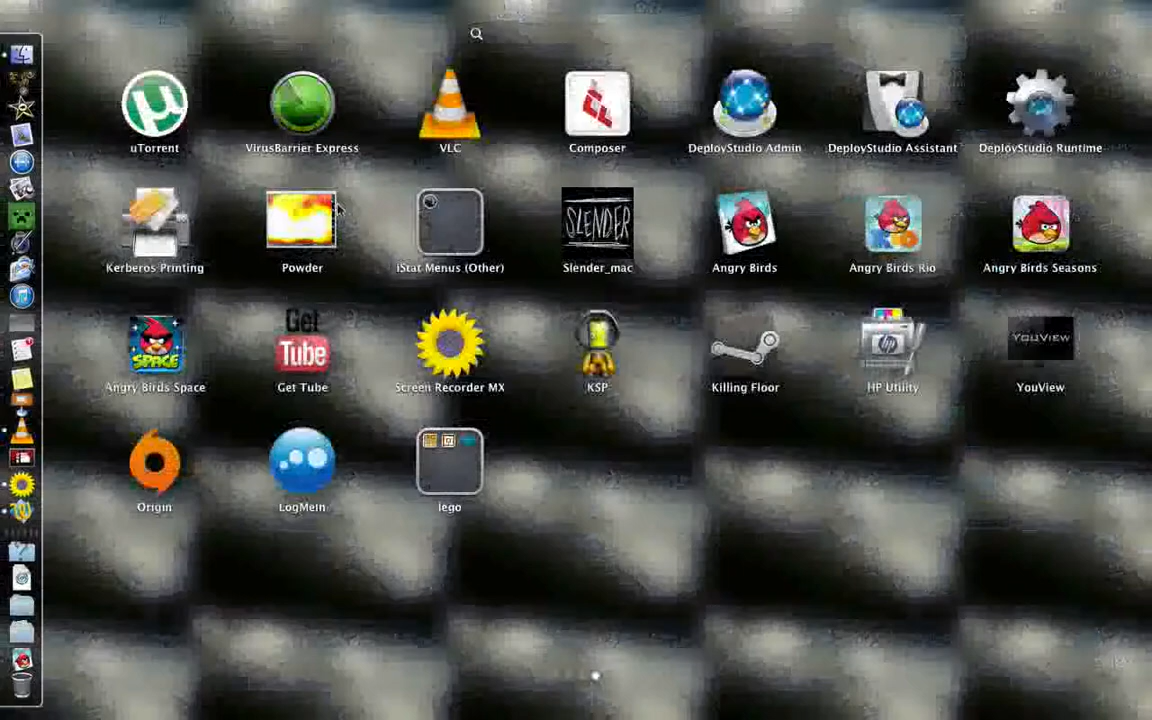 uTorrent
VirusBarrier Express
VLC
Composer
DeployStudio Admin
DeployStudio Assistant
DeployStudio Runtime
Kerberos Printing
Powder
iStat Menus (Other)
SLENDER
Slender_mac
Angry Birds
Angry Birds Rio
Angry Birds Seasons
SPACE
Angry Birds Space
Get
Tube
Get Tube
Screen Recorder MX
KSP
Killing Floor
hp
HP Utility
YOUVIEW
YouView
Origin
LogMeIn
lego